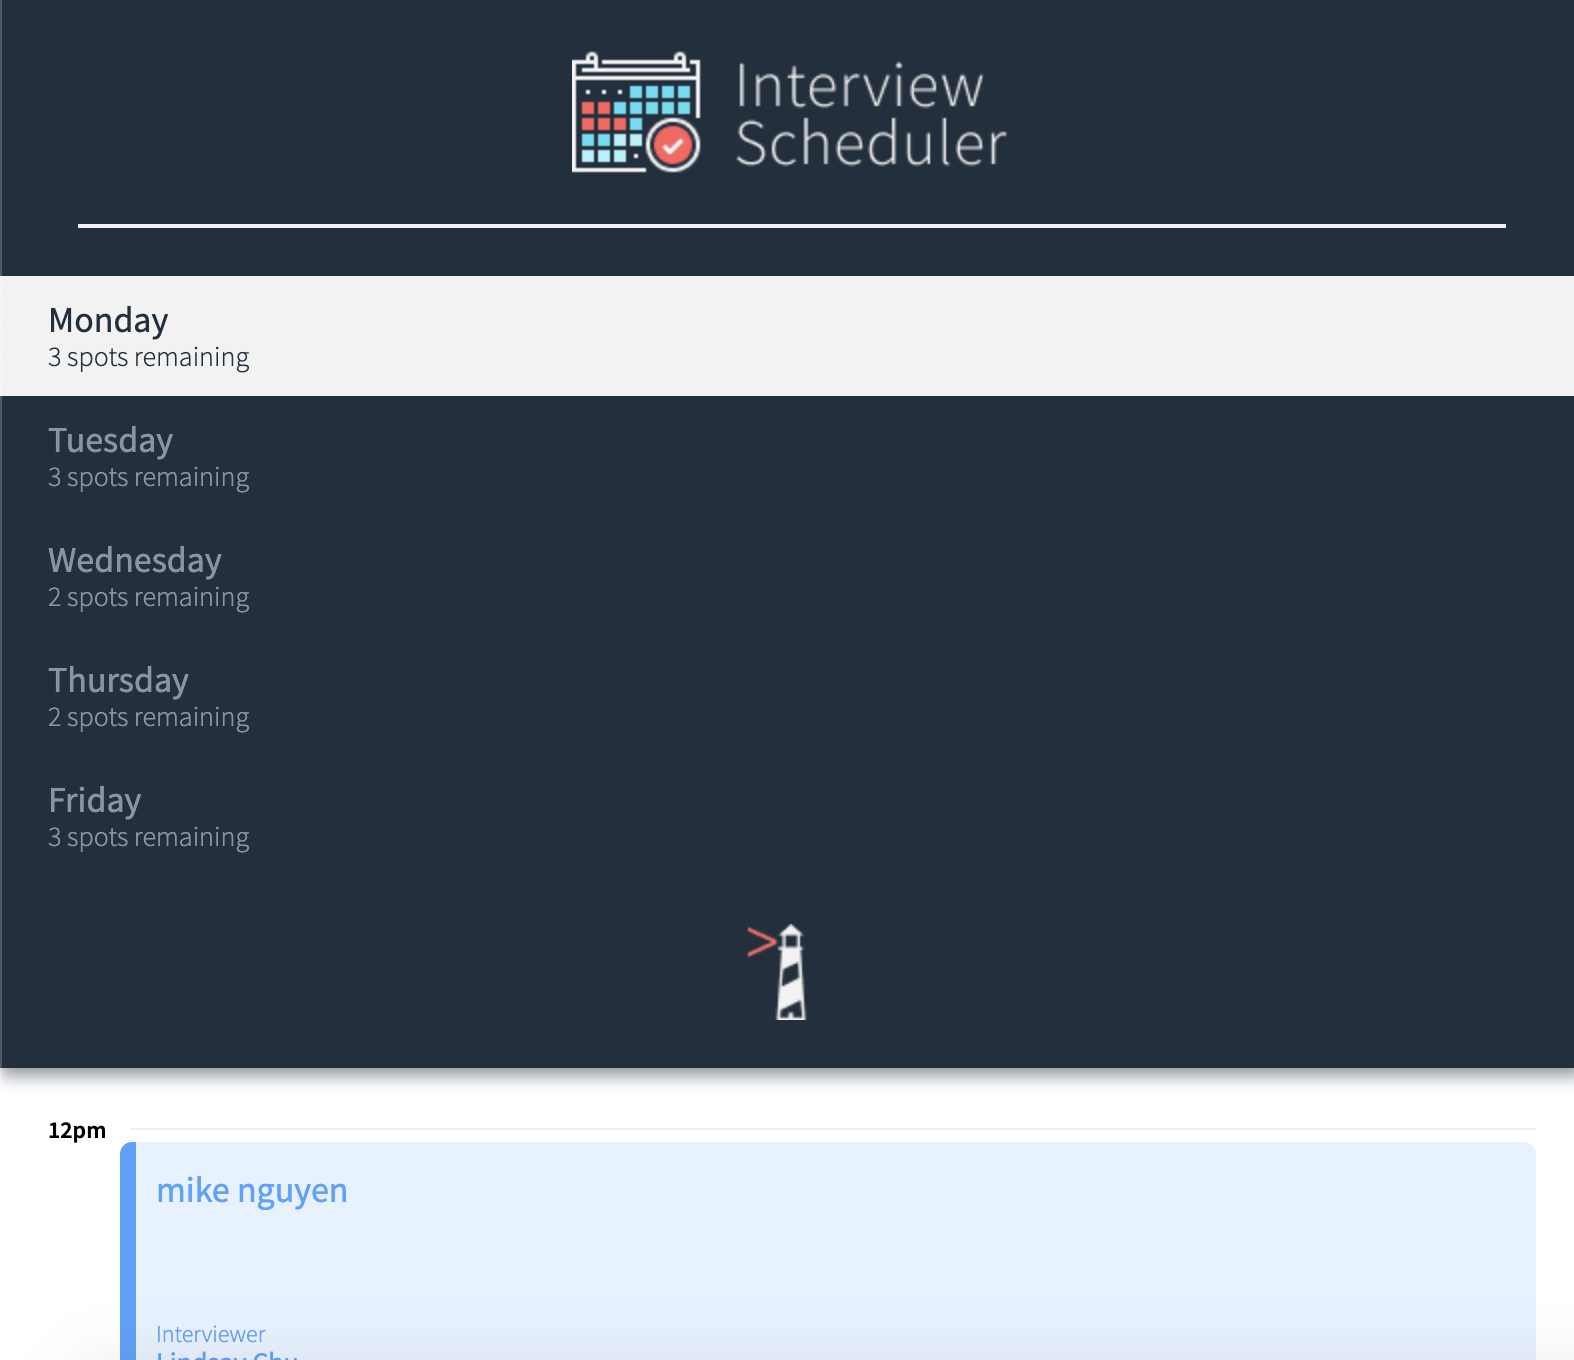 Interview
Scheduler
Monday
3 spots remaining
Tuesday
3 spots remaining
Wednesday
2 spots remaining
Thursday
2 spots remaining
Friday
3 spots remaining
>
12pm
mike nguyen
Interviewer